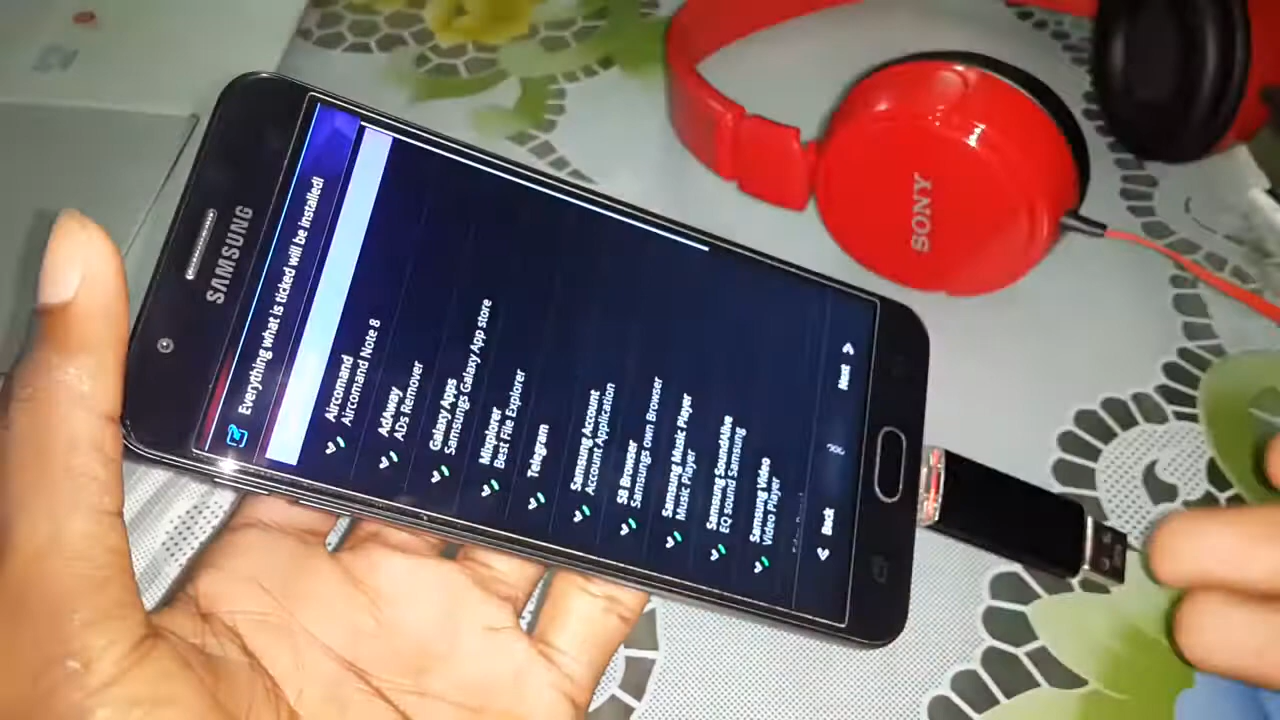 SAMSUNG
Everything what is ticked will be installed!
Aircomand
Aircomand Note 8
AdAway
ADs Remover
Galaxy Apps
Samsungs Galaxy App store
Mixplorer
Best File Explorer
Telegram
Samsung Account
Account Application
S8 Browser
Samsungs own Browser
Samsung Music Player
Music Player
Samsung SoundAlive
EQ sound Samsung
Samsung Video
Video Player
Back
Next
SONY